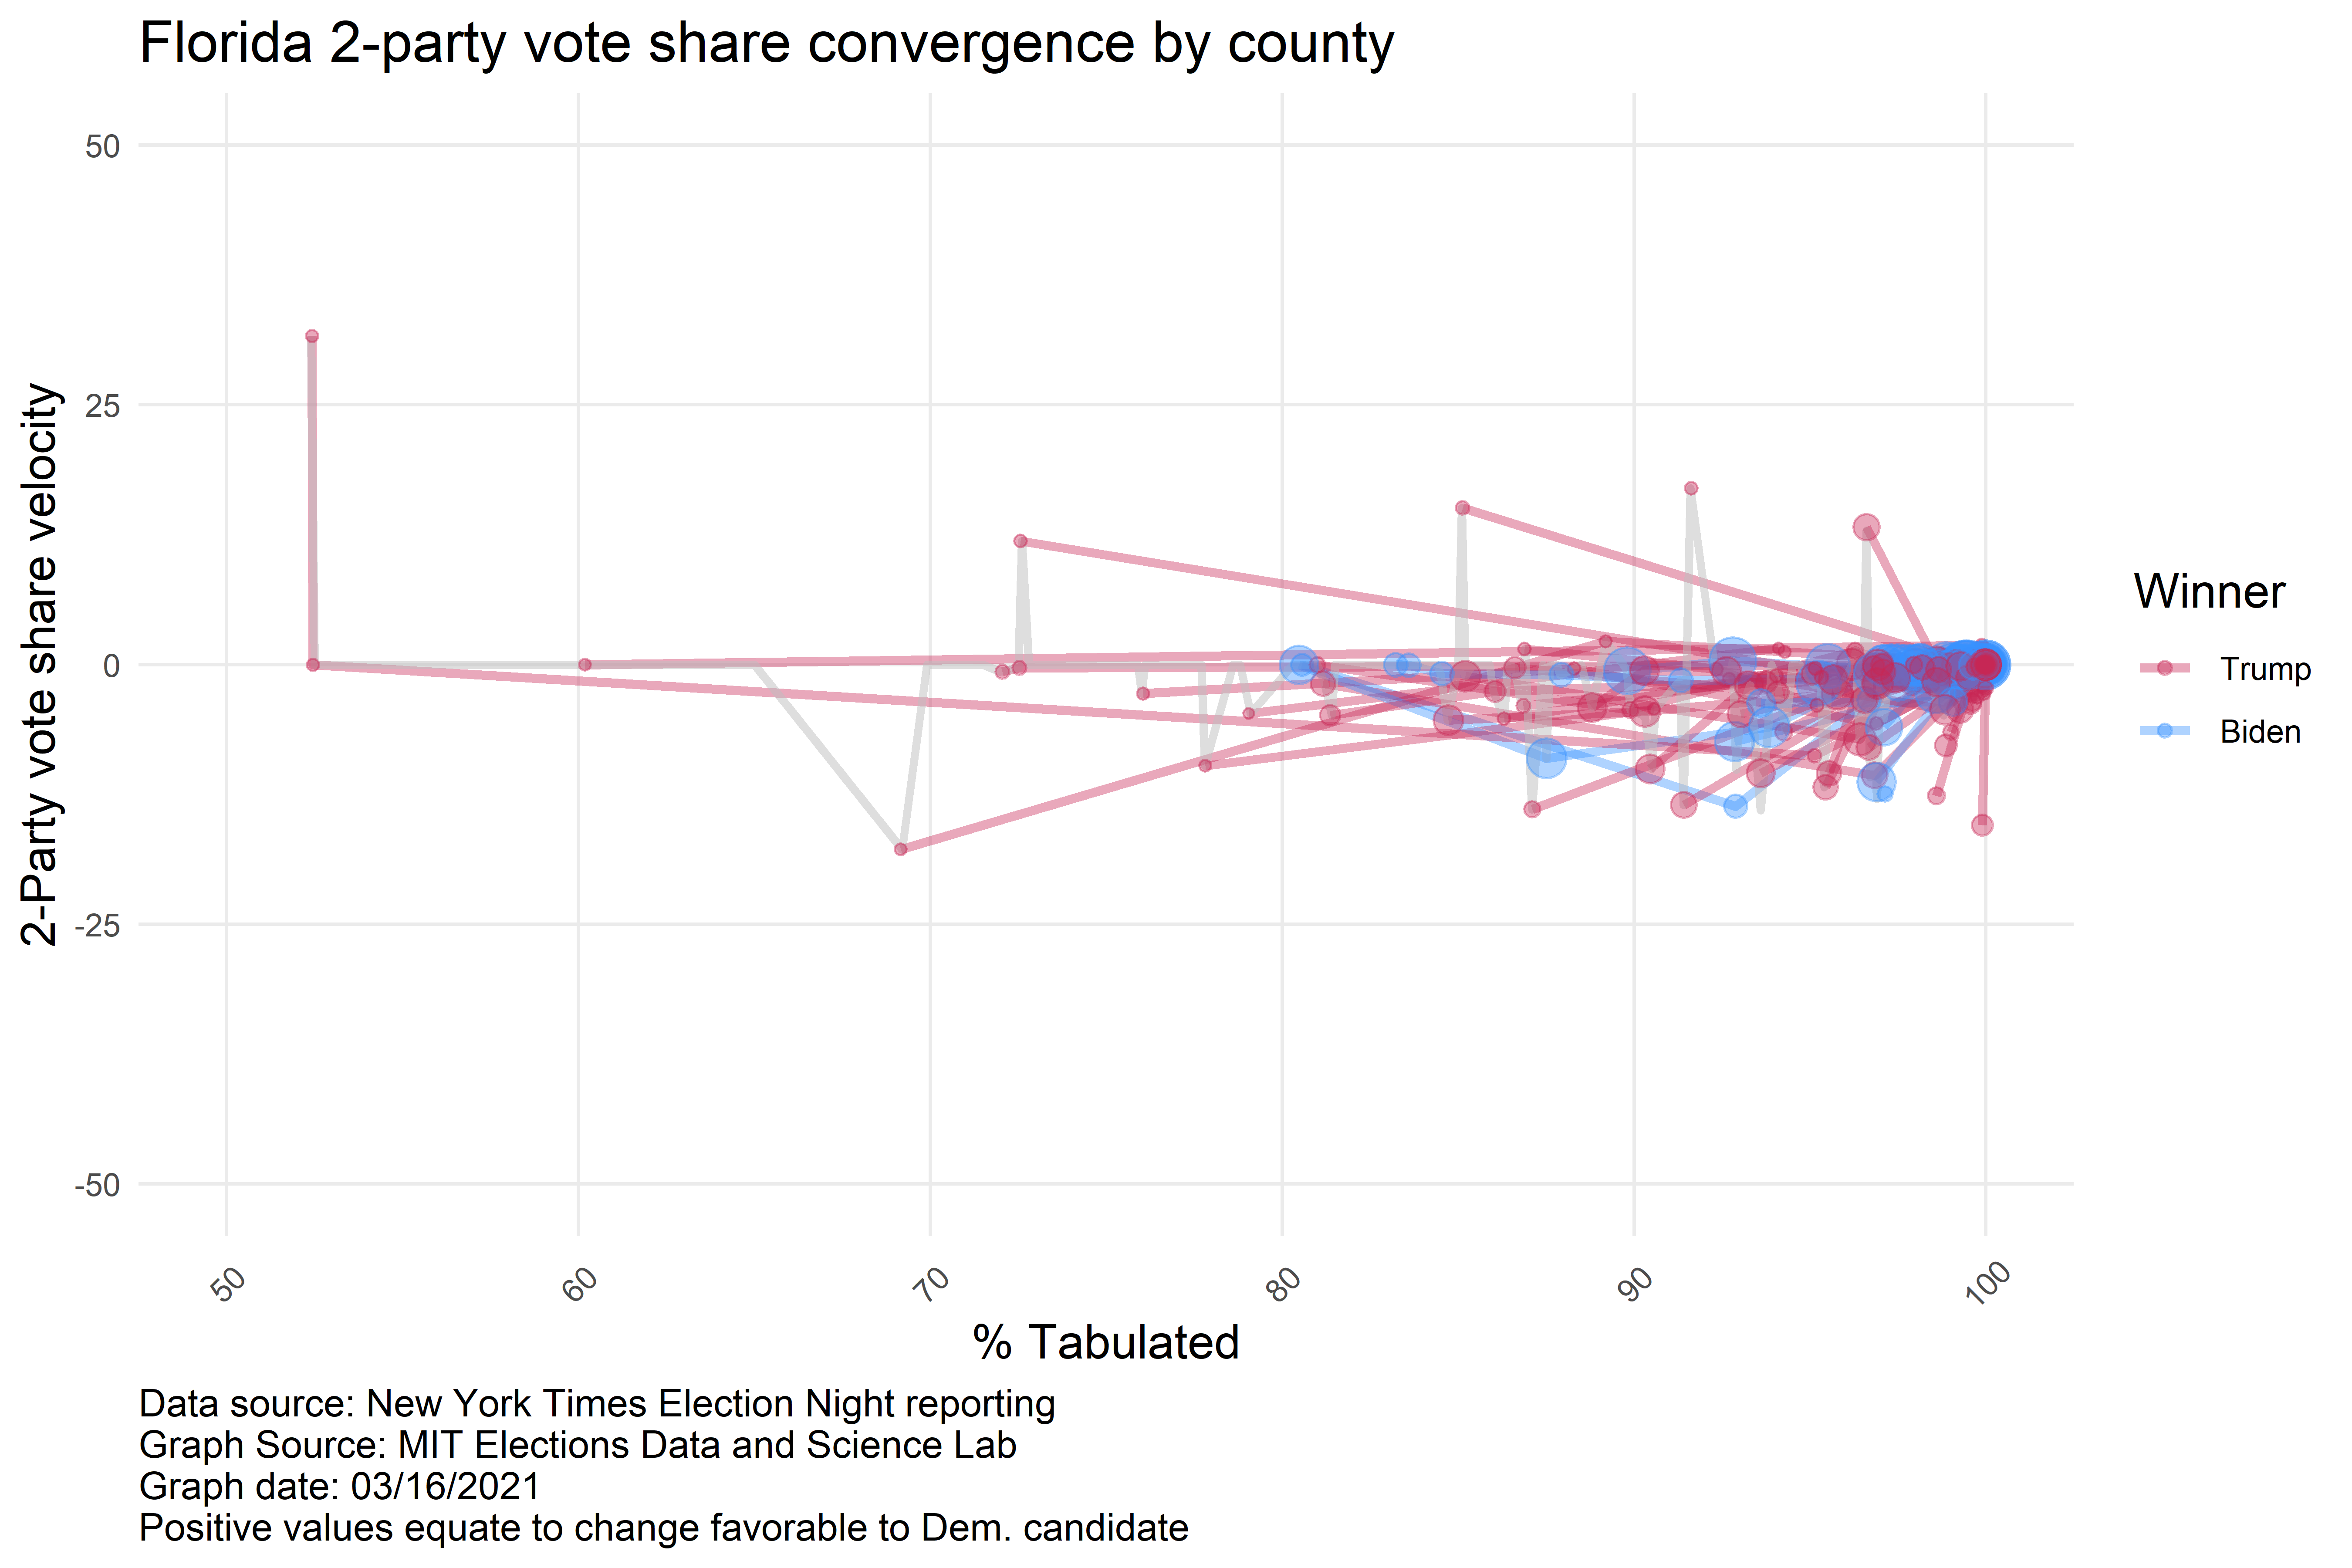 Florida 2-party vote share convergence by county
2-Party vote share velocity
50
25
0
-25
-50
50
60
70
80
90
100
% Tabulated
Winner
Trump
Biden
Data source: New York Times Election Night reporting
Graph Source: MIT Elections Data and Science Lab
Graph date: 03/16/2021
Positive values equate to change favorable to Dem. candidate